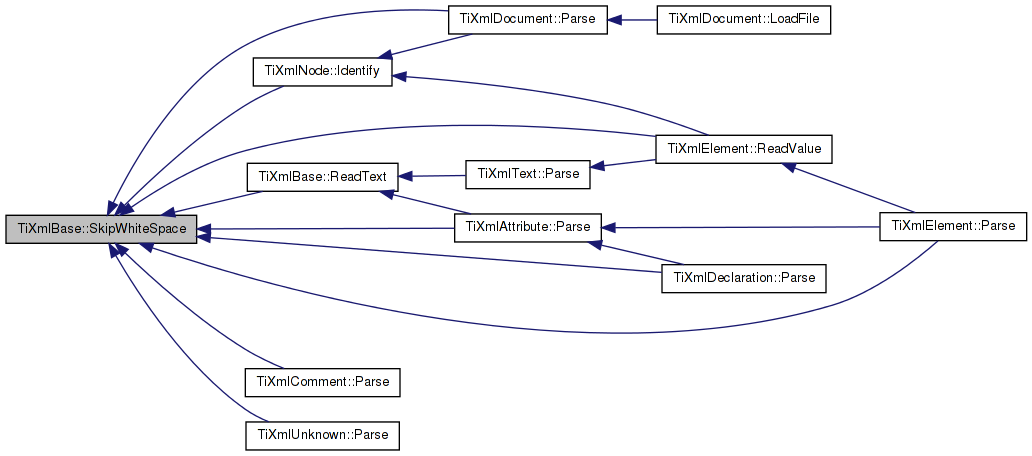 TiXmlDocument::Parse
TiXmlDocument::LoadFile
TiXmlNode::Identify
TiXmlElement::ReadValue
TiXmlBase::ReadText
TiXmlText::Parse
TiXmlBase::SkipWhiteSpace
TiXmlAttribute::Parse
TiXmlElement::Parse
TiXmlDeclaration::Parse
TiXmlComment::Parse
TiXmlUnknown::Parse